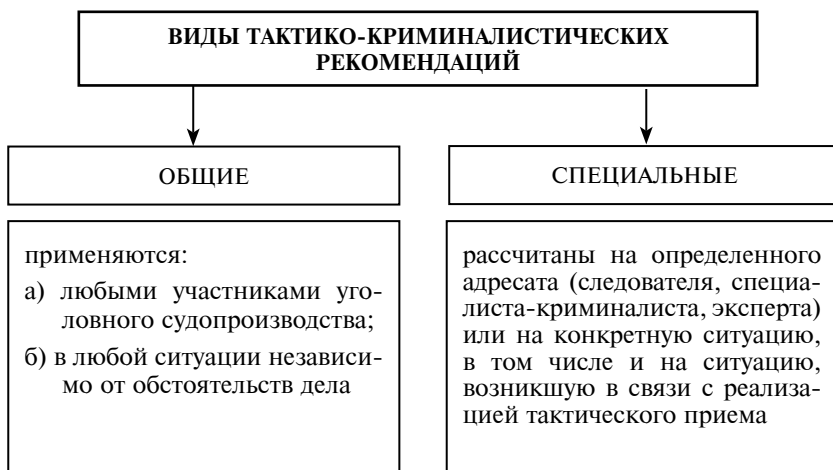 ВИДЫ ТАКТИКО-КРИМИНАЛИСТИЧЕСКИХ
РЕКОМЕНДАЦИЙ
ОБЩИЕ
применяются:
а) любыми участниками уго-
ловного судопроизводства;
б) в любой ситуации независи-
мо от обстоятельств дела
СПЕЦИАЛЬНЫЕ
рассчитаны на определенного
адресата (следователя, специа-
листа-криминалиста, эксперта)
или на конкретную ситуацию,
в том числе и на ситуацию,
возникшую в связи с реализа-
цией тактического приема